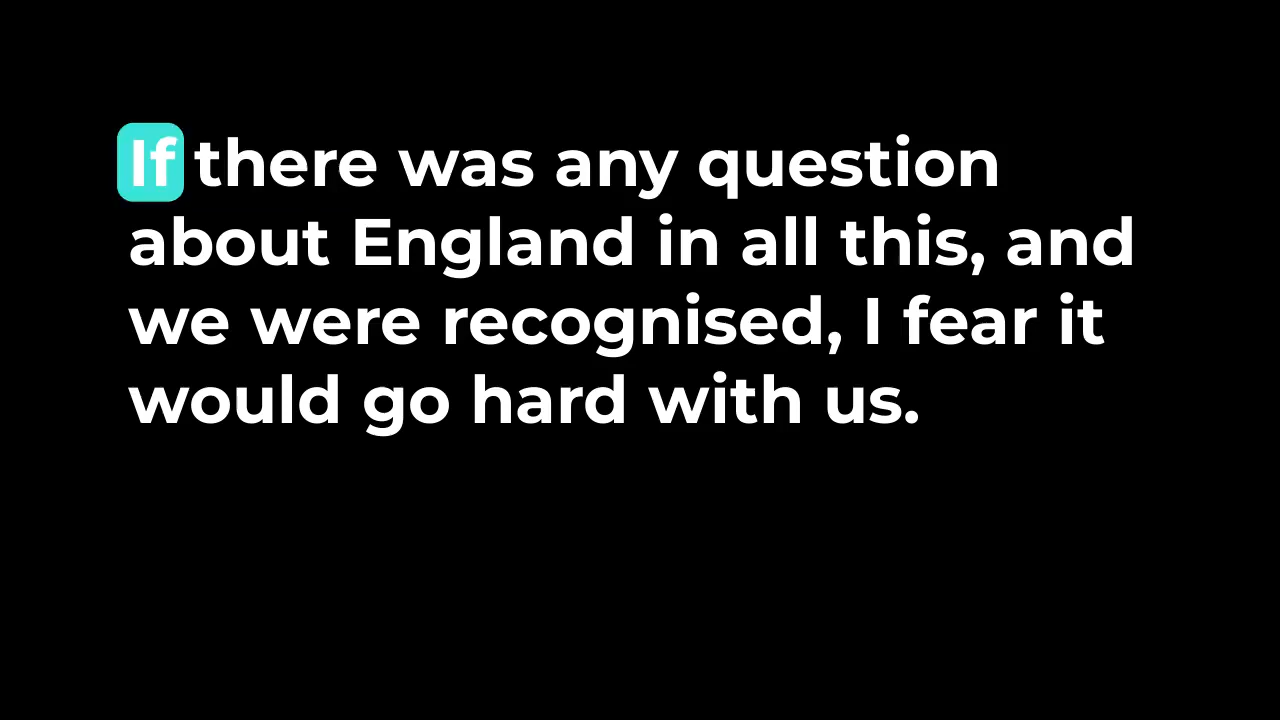 If there was any question
about England in all this, and
we were recognised, I fear it
would go hard with us.